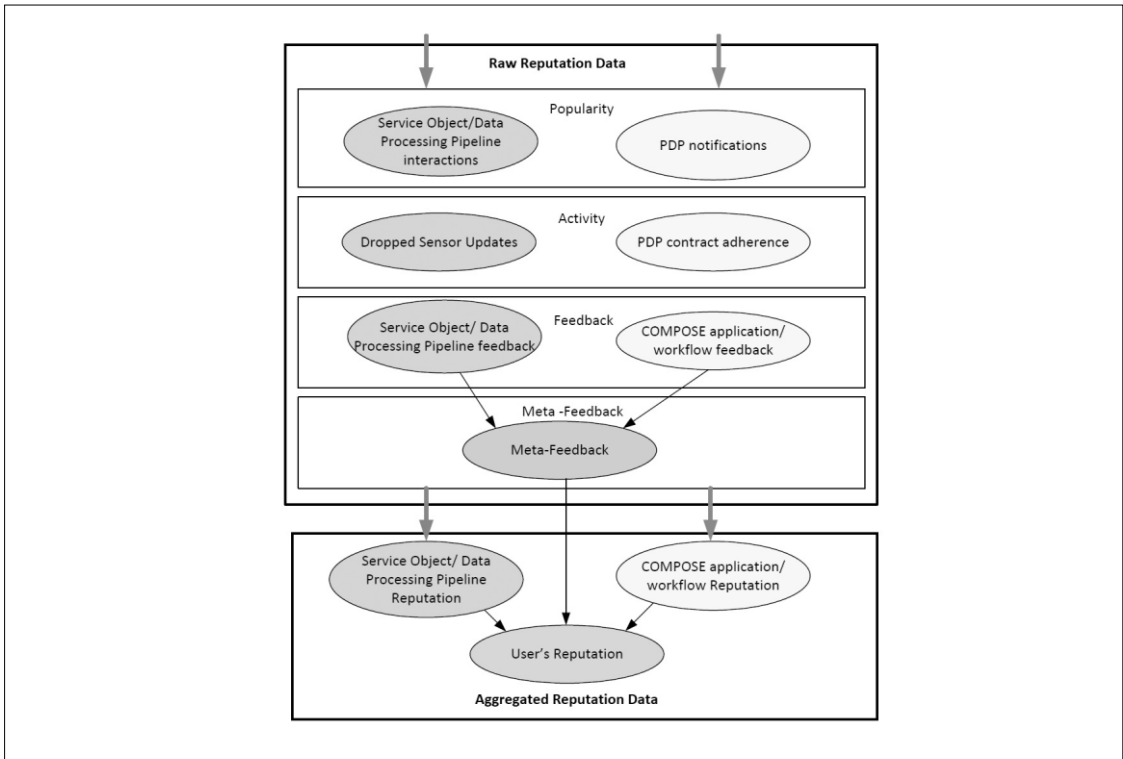 Raw Reputation Data
Popularity
Service Object/Data
Processing Pipeline
interactions
PDP notifications
Activity
Dropped Sensor Updates
PDP contract adherence
Feedback
Service Object/ Data
Processing Pipeline feedback
COMPOSE application/
workflow feedback
Meta -Feedback
Meta-Feedback
Service Object/ Data
Processing Pipeline
Reputation
COMPOSE application/
workflow Reputation
User's Reputation
Aggregated Reputation Data